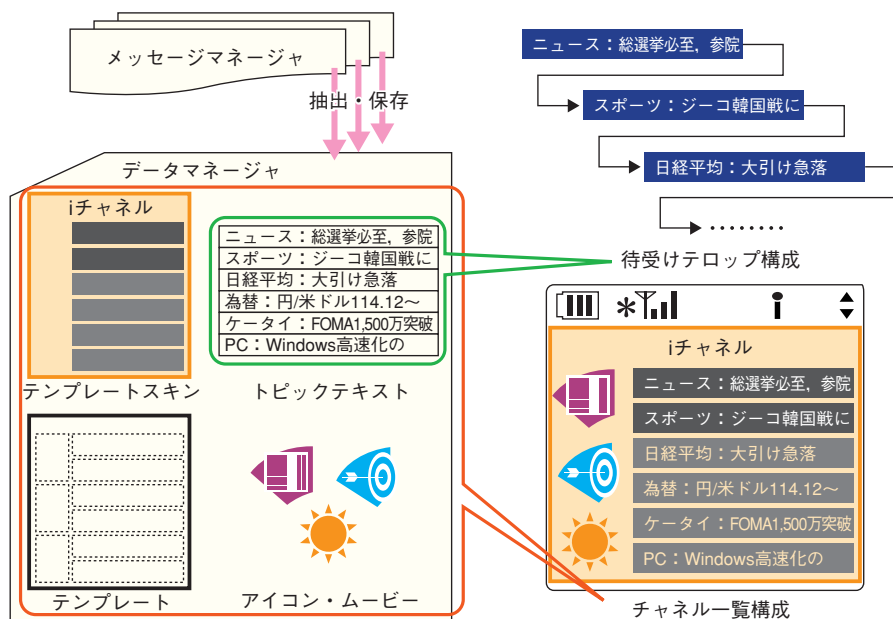 メッセージマネージャ
抽出・保存
データマネージャ
iチャネル
テンプレートスキン
ニュース：総選挙必至，参院
スポーツ：ジーコ韓国戦に
日経平均：大引け急落
為替：円/米ドル114.12～
ケータイ：FOMA1,500万突破
PC：Windows高速化の
トピックテキスト
テンプレート
アイコン・ムービー
ニュース：総選挙必至，参院
スポーツ：ジーコ韓国戦に
日経平均：大引け急落
・・・・・・・・
待受けテロップ構成
iチャネル
ニュース：総選挙必至，参院
スポーツ：ジーコ韓国戦に
日経平均：大引け急落
為替：円/米ドル114.12～
ケータイ：FOMA1,500万突破
PC：Windows高速化の
チャネル一覧構成